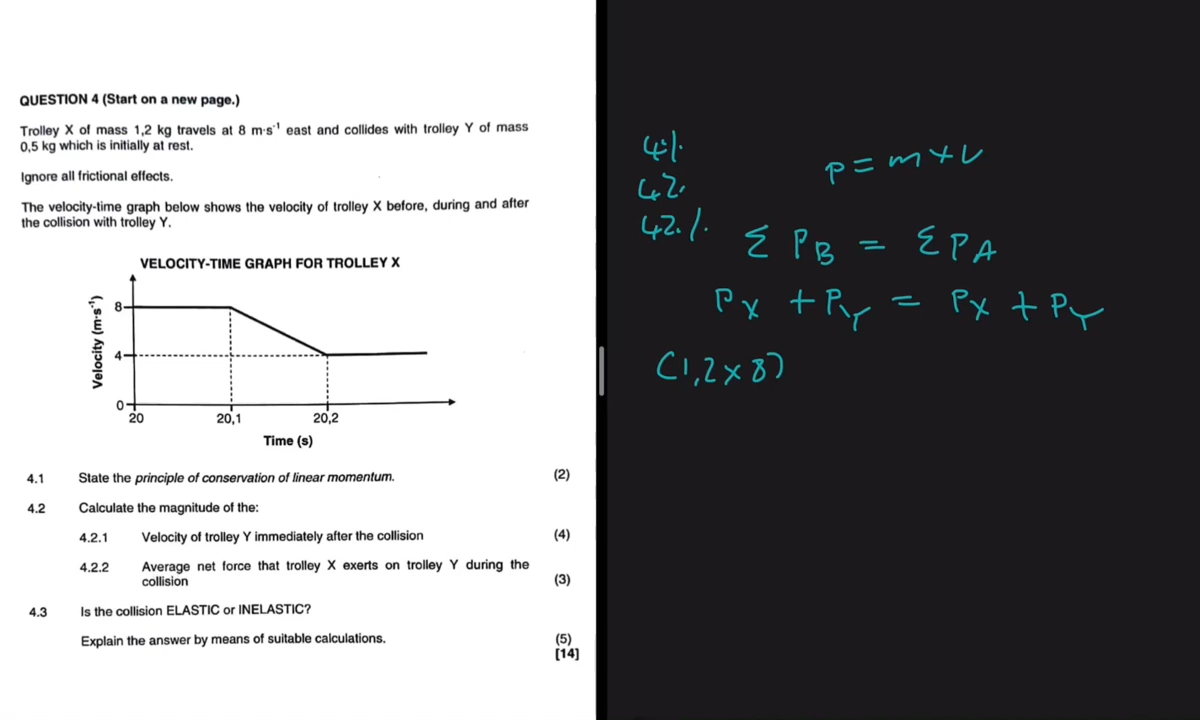 QUESTION 4 (Start on a new page.)
Trolley X of mass 1,2 kg travels at 8 m·s⁻¹ east and collides with trolley Y of mass
0,5 kg which is initially at rest.
Ignore all frictional effects.
The velocity-time graph below shows the velocity of trolley X before, during and after
the collision with trolley Y.
VELOCITY-TIME GRAPH FOR TROLLEY X
Velocity (m·s⁻¹)
8
4
0
20
20,1
20,2
Time (s)
4.1 State the principle of conservation of linear momentum. (2)
4.2 Calculate the magnitude of the:
4.2.1 Velocity of trolley Y immediately after the collision (4)
4.2.2 Average net force that trolley X exerts on trolley Y during the
collision (3)
4.3 Is the collision ELASTIC or INELASTIC?
Explain the answer by means of suitable calculations. (5)
[14]
4.1.
p = m × v
4.2.
4.2.1.
Σ PB = Σ PA
PX + PY = PX + PY
(1,2 × 8)